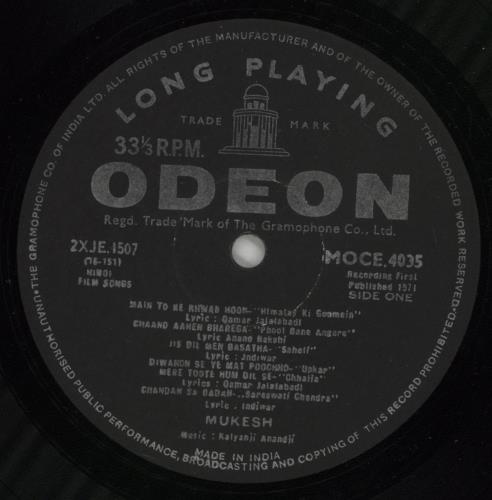 LONG PLAYING
TRADE MARK
33⅓ R.P.M.
ODEON
Regd. Trade Mark of The Gramophone Co., Ltd.
2XJE.1507
MOCE.4035
HINDI
FILM SONGS
Recording First
Published 1971
SIDE ONE
MAIN TO EK KHWAB HOON-"Himalay Ki Godmein"
Lyric : Qamar Jalalabadi
CHAAND AAHEN BHAREGA-"Phool Bane Angare"
Lyric Anand Bakshi
JIS DIL MEN BASATHA-"Saheli"
Lyric : Indiwar
DIWANON SE YE MAT POOCHHO-"Upkar"
MERE TOOTE HUM DIL SE-"Chhalia"
Lyrics : Qamar Jalalabadi
CHANDAN SA BADAN-"Saraswati Chandra"
Lyric : Indiwar
MUKESH
Music : Kalyanji Anandji
MADE IN INDIA
THE GRAMOPHONE CO. OF INDIA LTD. ALL RIGHTS OF THE MANUFACTURER AND OF THE OWNER OF THE RECORDED WORK RESERVED•
•UNAUTHORISED PUBLIC PERFORMANCE, BROADCASTING AND COPYING OF THIS RECORD PROHIBITED•